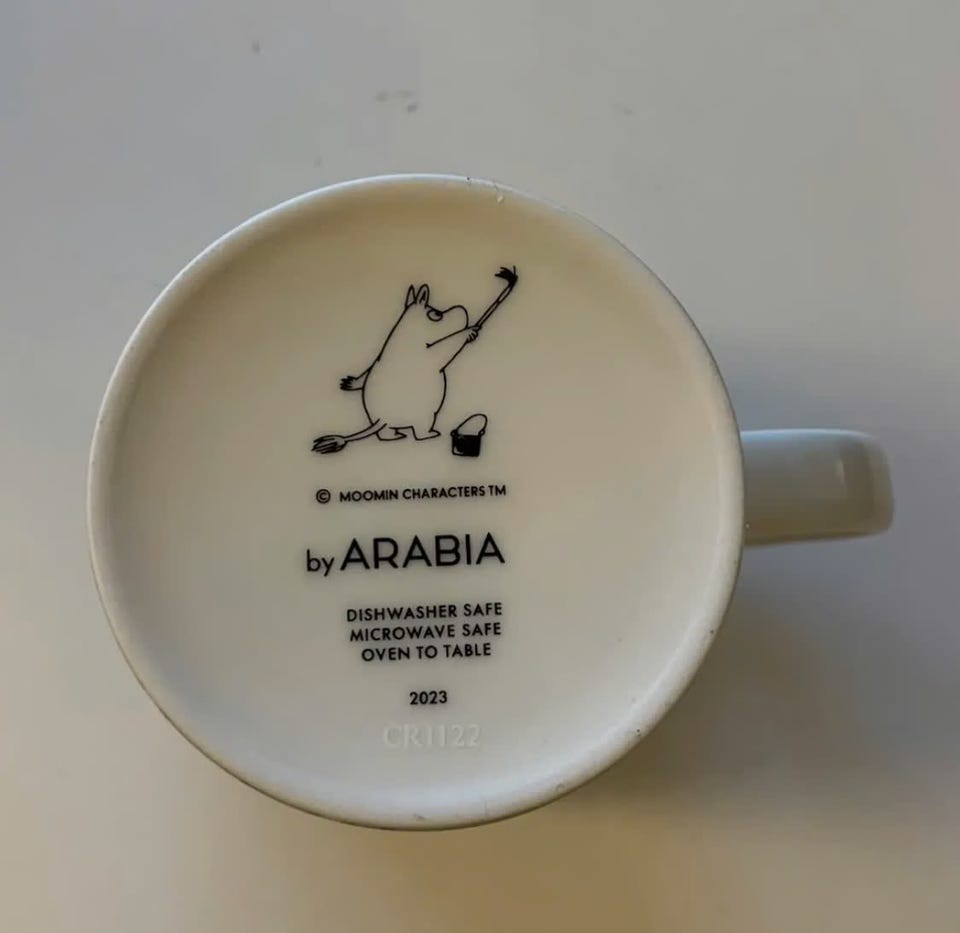 © MOOMIN CHARACTERS TM
by ARABIA
DISHWASHER SAFE
MICROWAVE SAFE
OVEN TO TABLE
2023
CR1122